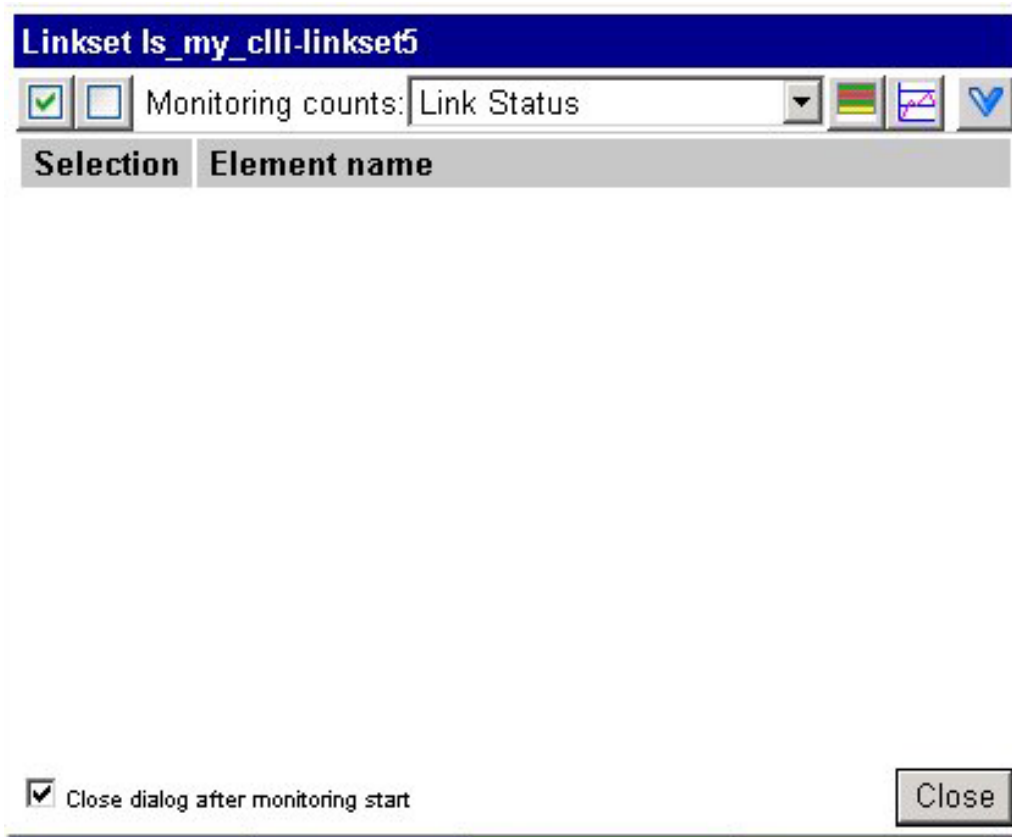 Linkset ls_my_clli-linkset5
Monitoring counts: Link Status
Selection Element name
Close dialog after monitoring start
Close